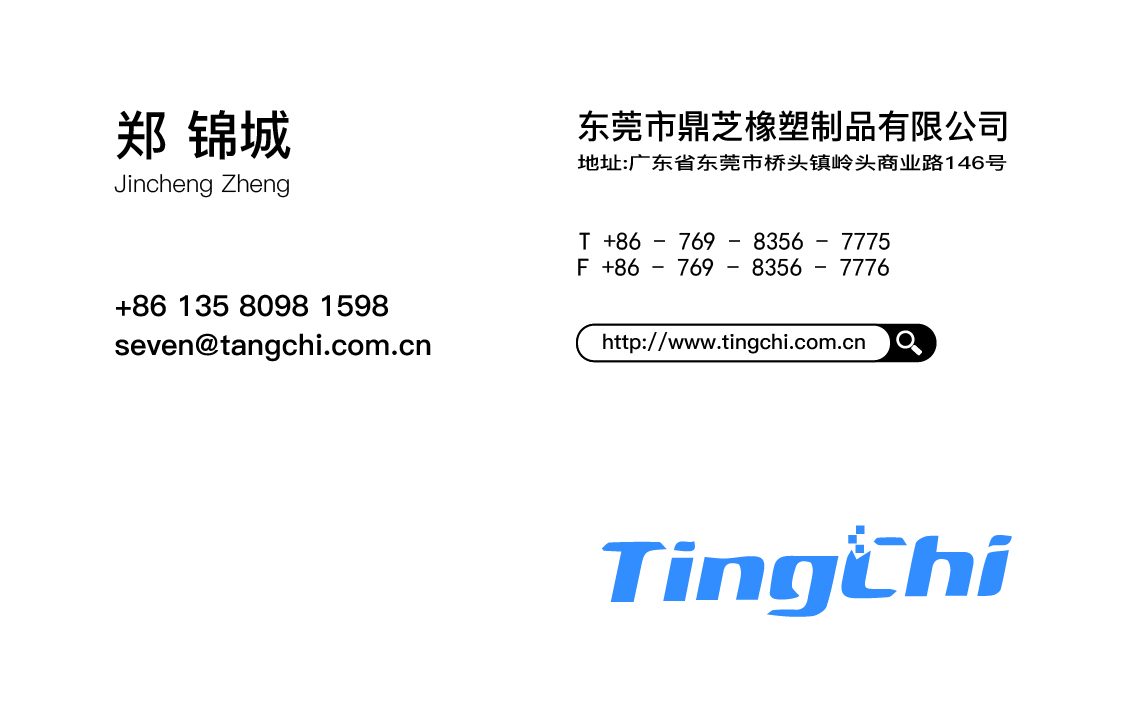 郑 锦城
Jincheng Zheng
+86 135 8098 1598
seven@tangchi.com.cn
东莞市鼎芝橡塑制品有限公司
地址:广东省东莞市桥头镇岭头商业路146号
T +86 - 769 - 8356 - 7775
F +86 - 769 - 8356 - 7776
http://www.tingchi.com.cn
TingChi